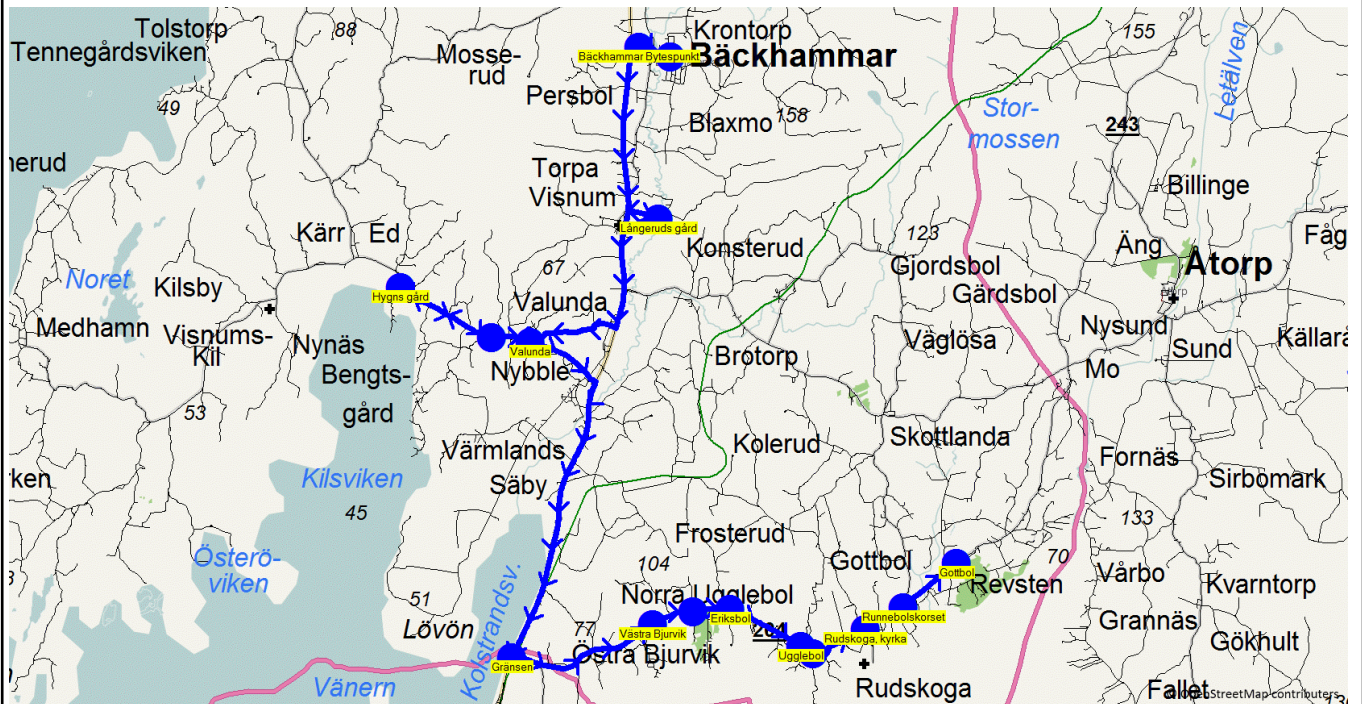 Tolstorp
88
Krontorp
155
Tennegårdsviken
Mosse-
rud
Bäckhammar Bytespunkt
Bäckhammar
Letälven
49
Persbol
Blaxmo
158
Stor-
mossen
243
nerud
Torpa
Visnum
Billinge
Långeruds gård
Kärr
Ed
67
Konsterud
123
Äng
Åtorp
Fåg
Noret
Kilsby
Hygns gård
Valunda
Gjordsbol
Gärdsbol
Medhamn
Visnums-
Kil
Nynäs
Valunda
Nybble
Brotorp
Väglösa
Nysund
Sund
Källarå
Mo
Bengts-
gård
53
Värmlands
Säby
Kolerud
Skottlanda
Fornäs
Sirbomark
rken
Kilsviken
45
133
Frosterud
Österö-
viken
104
Gottbol
70
Gottbol
Revsten
Vårbo
Kvarntorp
51
Lövön
Kolstrandsv.
Norra Ugglebol
Eriksbol
Runnebolskorset
Grannäs
77
Västra Bjurvik
204
Rudskoga, kyrka
Gökhult
Östra Bjurvik
Ugglebol
Gränsen
Vänern
Rudskoga
Fallet
© OpenStreetMap contributors